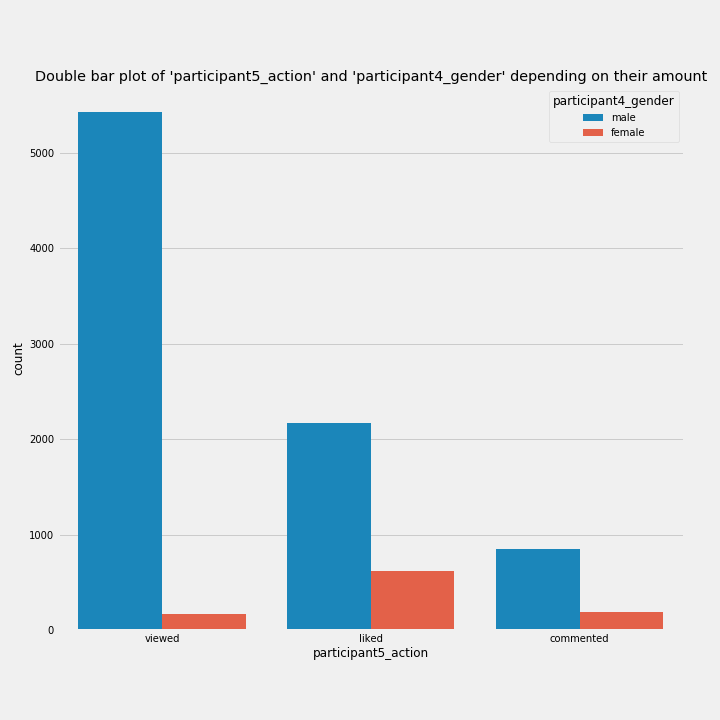 Double bar plot of 'participant5_action' and 'participant4_gender' depending on their amount
participant4_gender
male
female
5000
4000
3000
2000
1000
0
count
viewed
liked
commented
participant5_action